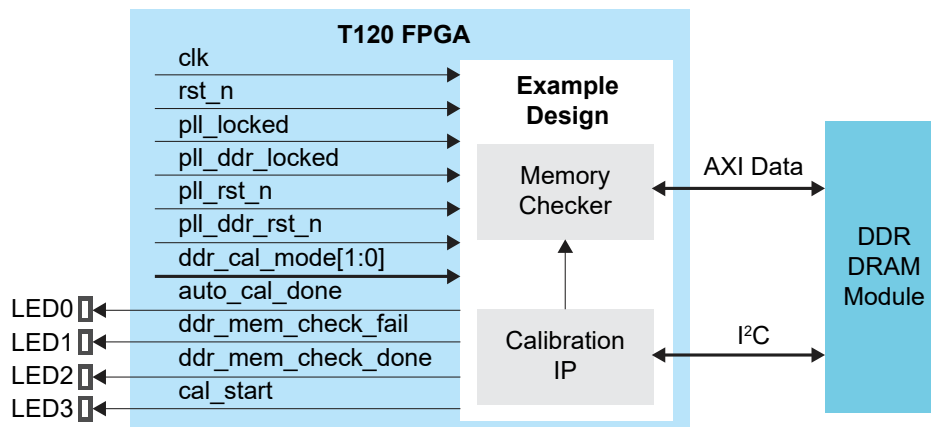 T120 FPGA
clk
rst_n
pll_locked
pll_ddr_locked
pll_rst_n
pll_ddr_rst_n
ddr_cal_mode[1:0]
auto_cal_done
ddr_mem_check_fail
ddr_mem_check_done
cal_start
LED0
LED1
LED2
LED3
Example
Design
Memory
Checker
Calibration
IP
AXI Data
I²C
DDR
DRAM
Module